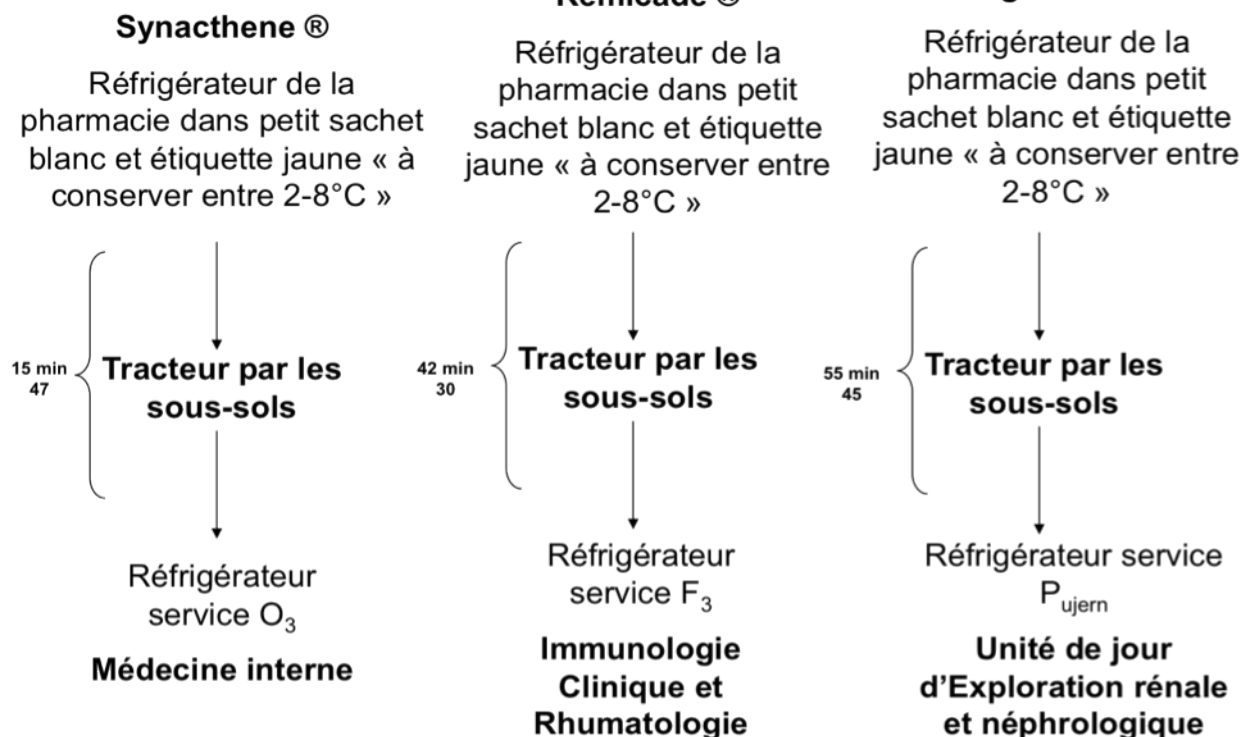 Synacthene ®
Réfrigérateur de la
pharmacie dans petit sachet
blanc et étiquette jaune « à
conserver entre 2-8°C »
15 min
47
Tracteur par les
sous-sols
Réfrigérateur
service O3
Médecine interne
Remicade ®
Réfrigérateur de la
pharmacie dans petit
sachet blanc et étiquette
jaune « à conserver entre
2-8°C »
42 min
30
Tracteur par les
sous-sols
Réfrigérateur
service F3
Immunologie
Clinique et
Rhumatologie
Réfrigérateur de la
pharmacie dans petit
sachet blanc et étiquette
jaune « à conserver entre
2-8°C »
55 min
45
Tracteur par les
sous-sols
Réfrigérateur service
Pujern
Unité de jour
d'Exploration rénale
et néphrologique